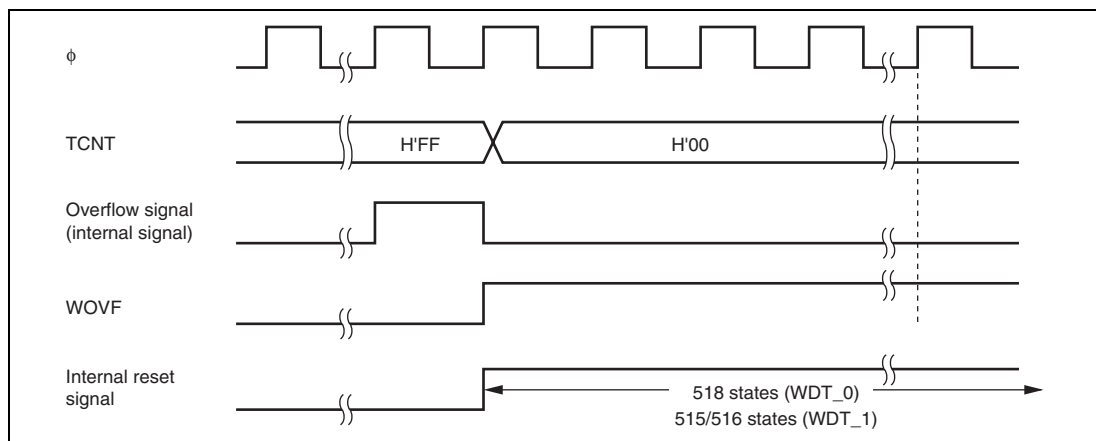 ϕ
TCNT
H'FF
H'00
Overflow signal
(internal signal)
WOVF
Internal reset
signal
518 states (WDT_0)
515/516 states (WDT_1)